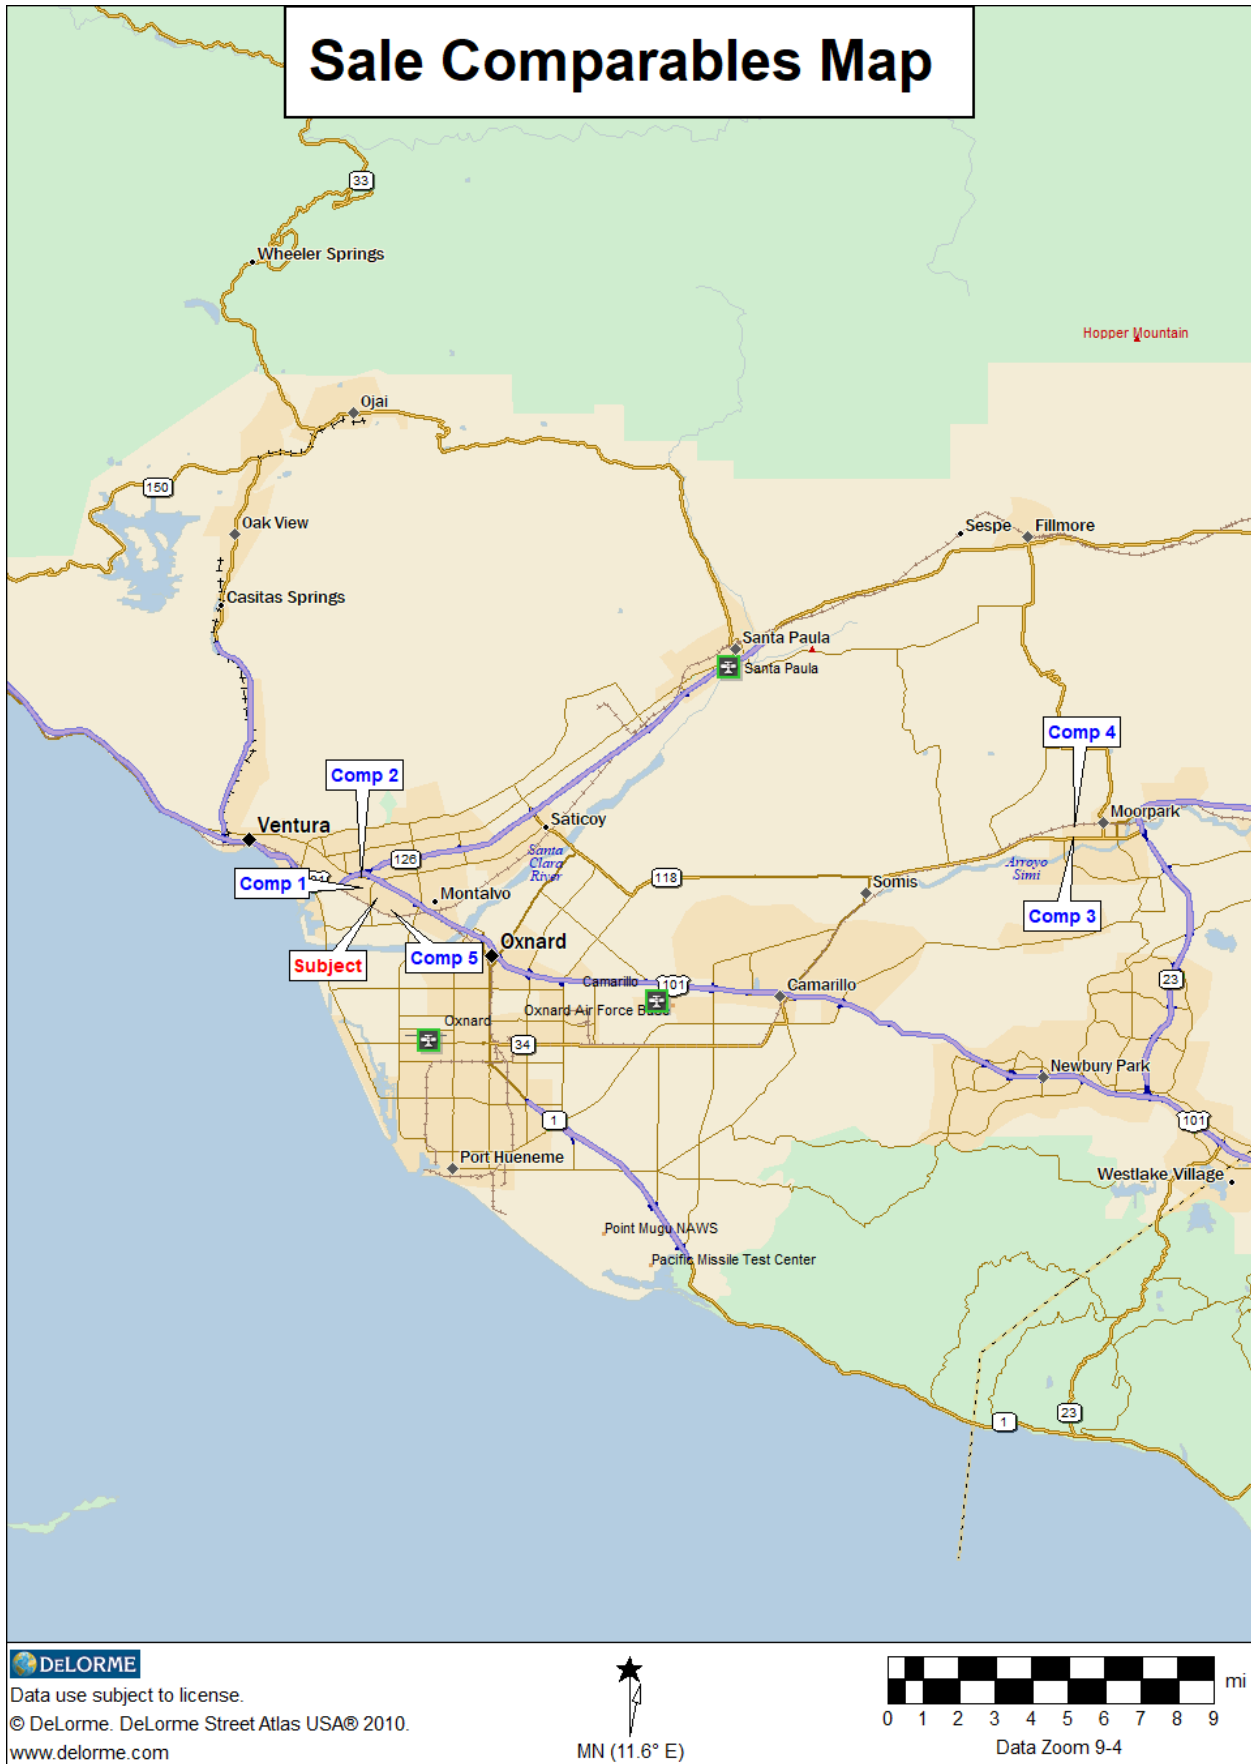 Sale Comparables Map
33
Wheeler Springs
Hopper Mountain
Ojai
150
Oak View
Sespe
Fillmore
Casitas Springs
Santa Paula
Santa Paula
Comp 4
Comp 2
Moorpark
Ventura
Saticoy
126
Santa
Clara
River
Arroyo
Simi
118
Somis
Comp 1
Montalvo
Comp 3
Oxnard
Subject
Comp 5
Camarillo
101
Camarillo
23
Oxnard Air Force Base
Oxnard
34
Newbury Park
1
101
Port Hueneme
Westlake Village
Point Mugu NAWS
Pacific Missile Test Center
23
1
DELORME
Data use subject to license.
© DeLorme. DeLorme Street Atlas USA® 2010.
www.delorme.com
MN (11.6° E)
mi
0 1 2 3 4 5 6 7 8 9
Data Zoom 9-4